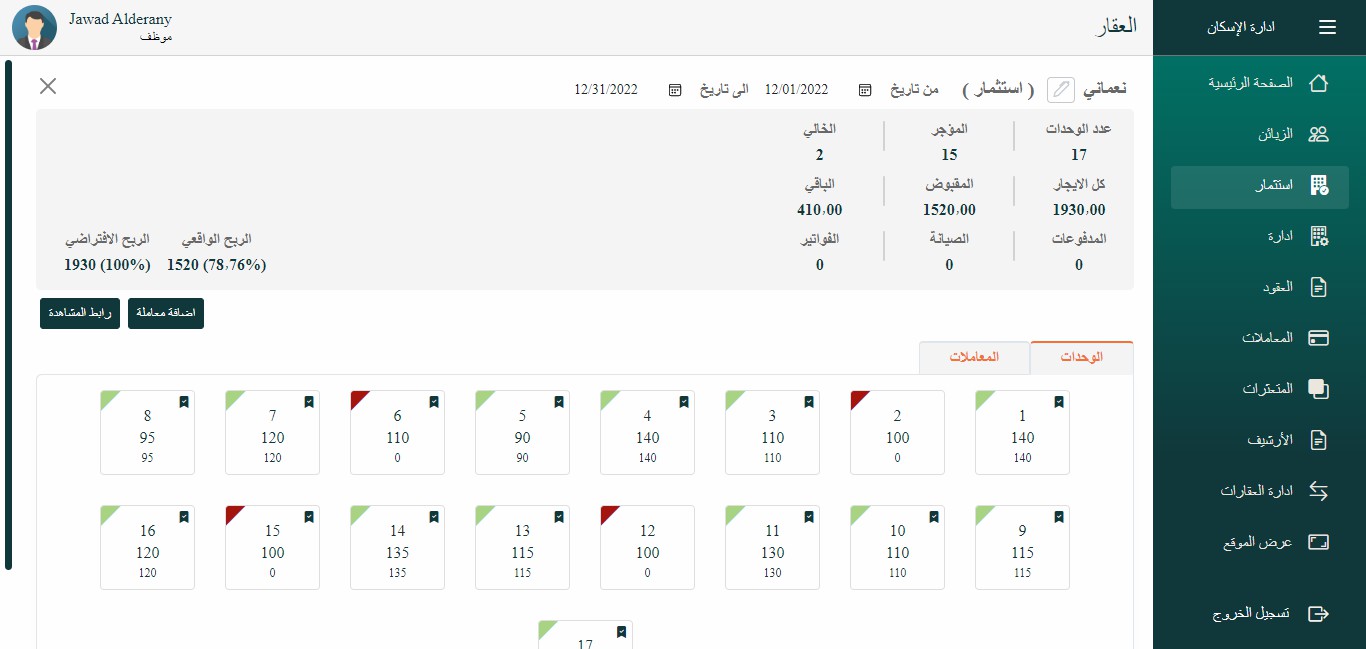 ادارة الإسكان
الصفحة الرئيسية
الزبائن
استثمار
ادارة
العقود
المعاملات
المتعثرات
الأرشيف
ادارة العقارات
عرض الموقع
تسجيل الخروج
العقار
Jawad Alderany
موظف
نعماني ( استثمار ) من تاريخ 12/01/2022 الى تاريخ 12/31/2022
عدد الوحدات المؤجر الخالي
17 15 2
كل الايجار المقبوض الباقي
1930،00 1520،00 410،00
المدفوعات الصيانة الفواتير الربح الواقعي الربح الافتراضي
0 0 0 1520 (78،76%) 1930 (100%)
اضافة معاملة رابط المشاهدة
الوحدات المعاملات
1 2 3 4 5 6 7 8
140 100 110 140 90 110 120 95
140 0 110 140 90 0 120 95
9 10 11 12 13 14 15 16
115 110 130 100 115 135 100 120
115 110 130 0 115 135 0 120
17